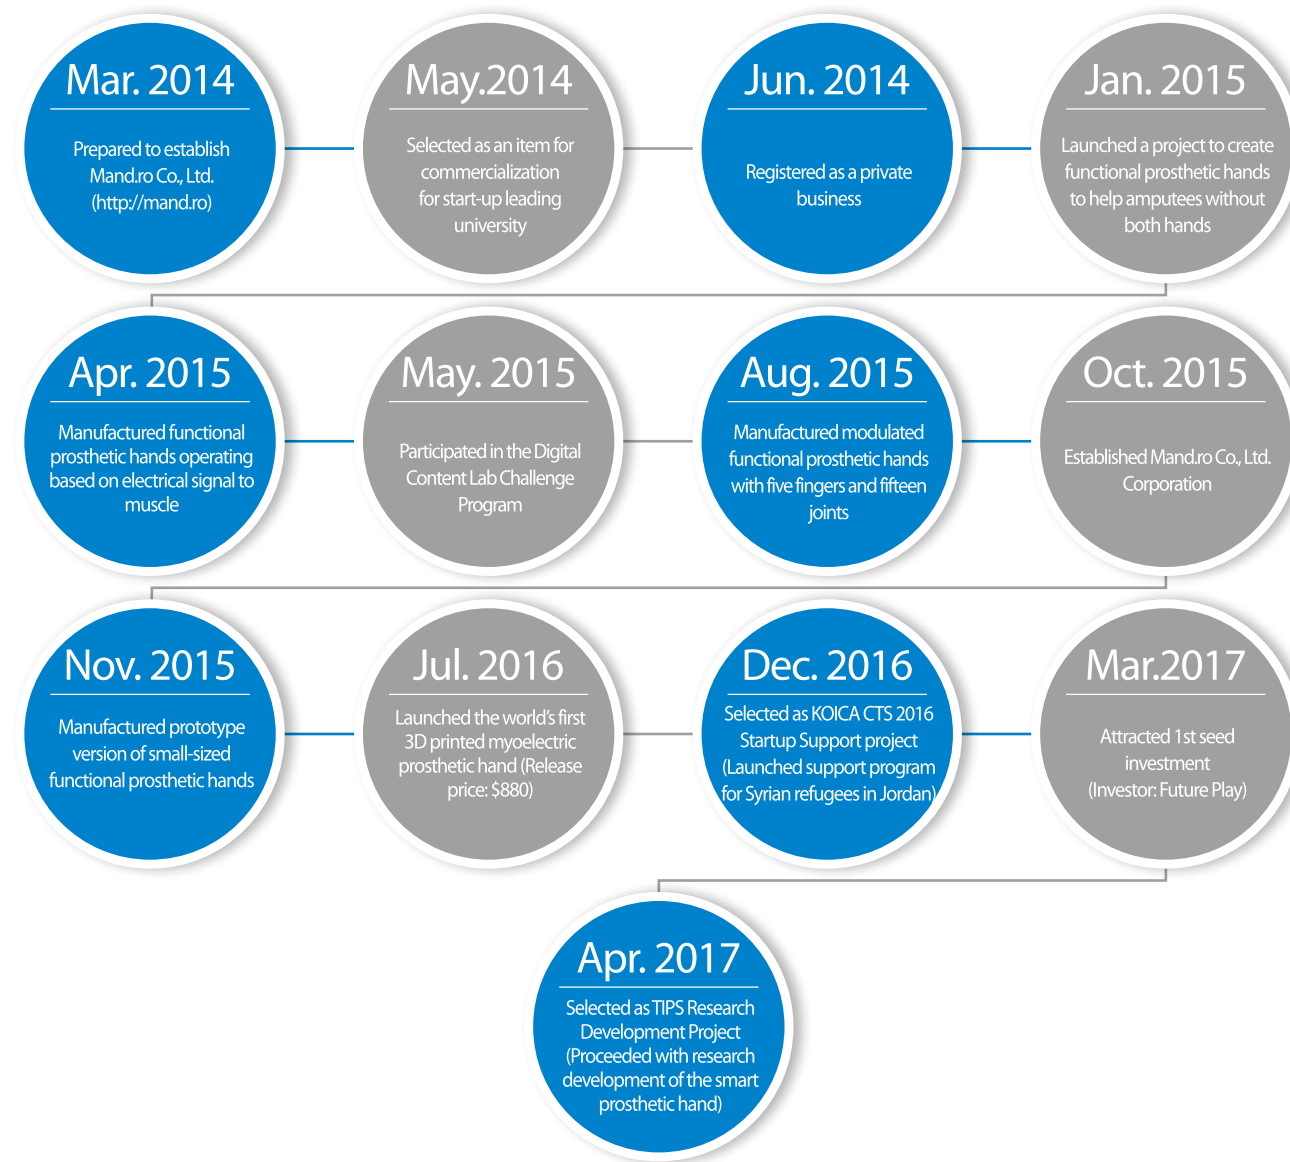 Mar. 2014
Prepared to establish
Mand.ro Co., Ltd.
(http://mand.ro)
May.2014
Selected as an item for
commercialization
for start-up leading
university
Jun. 2014
Registered as a private
business
Jan. 2015
Launched a project to create
functional prosthetic hands
to help amputees without
both hands
Apr. 2015
Manufactured functional
prosthetic hands operating
based on electrical signal to
muscle
May. 2015
Participated in the Digital
Content Lab Challenge
Program
Aug. 2015
Manufactured modulated
functional prosthetic hands
with five fingers and fifteen
joints
Oct. 2015
Established Mand.ro Co., Ltd.
Corporation
Nov. 2015
Manufactured prototype
version of small-sized
functional prosthetic hands
Jul. 2016
Launched the world's first
3D printed myoelectric
prosthetic hand (Release
price: $880)
Dec. 2016
Selected as KOICA CTS 2016
Startup Support project
(Launched support program
for Syrian refugees in Jordan)
Mar.2017
Attracted 1st seed
investment
(Investor: Future Play)
Apr. 2017
Selected as TIPS Research
Development Project
(Proceeded with research
development of the smart
prosthetic hand)